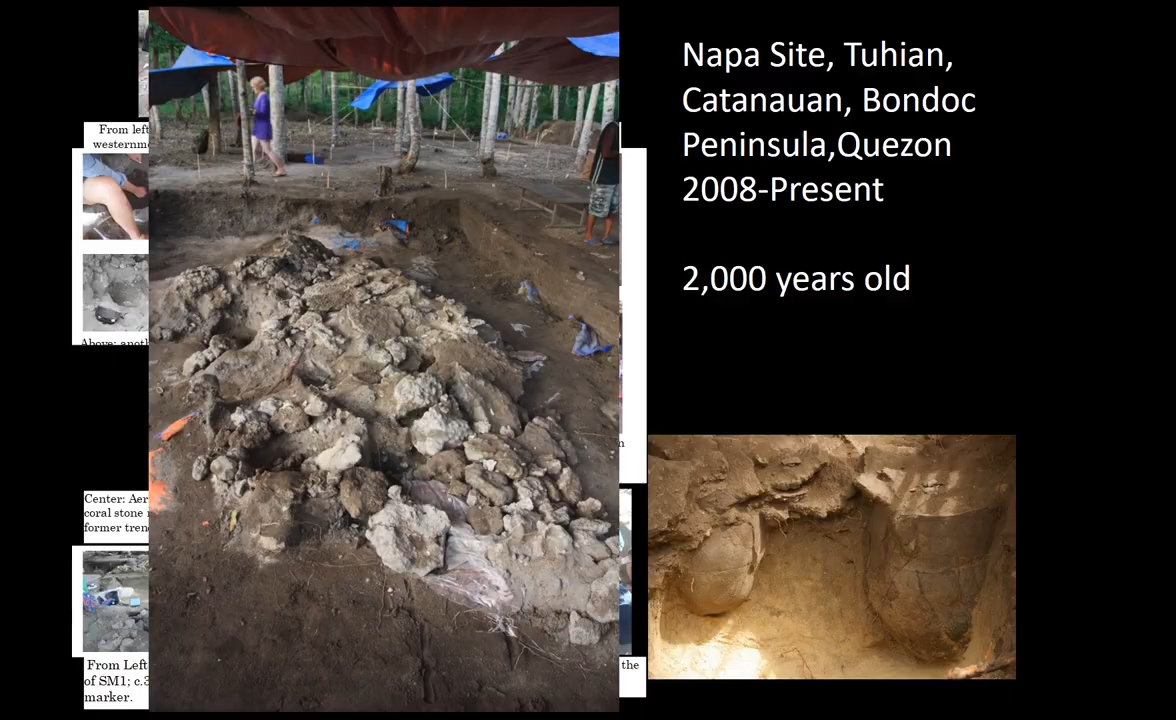 Napa Site, Tuhian,
Catanauan, Bondoc
Peninsula,Quezon
2008-Present
2,000 years old
From left
westernm
Above: anoth
Center: Aer
coral stone
former tren
From Left
of SM1; c.3
marker.
the